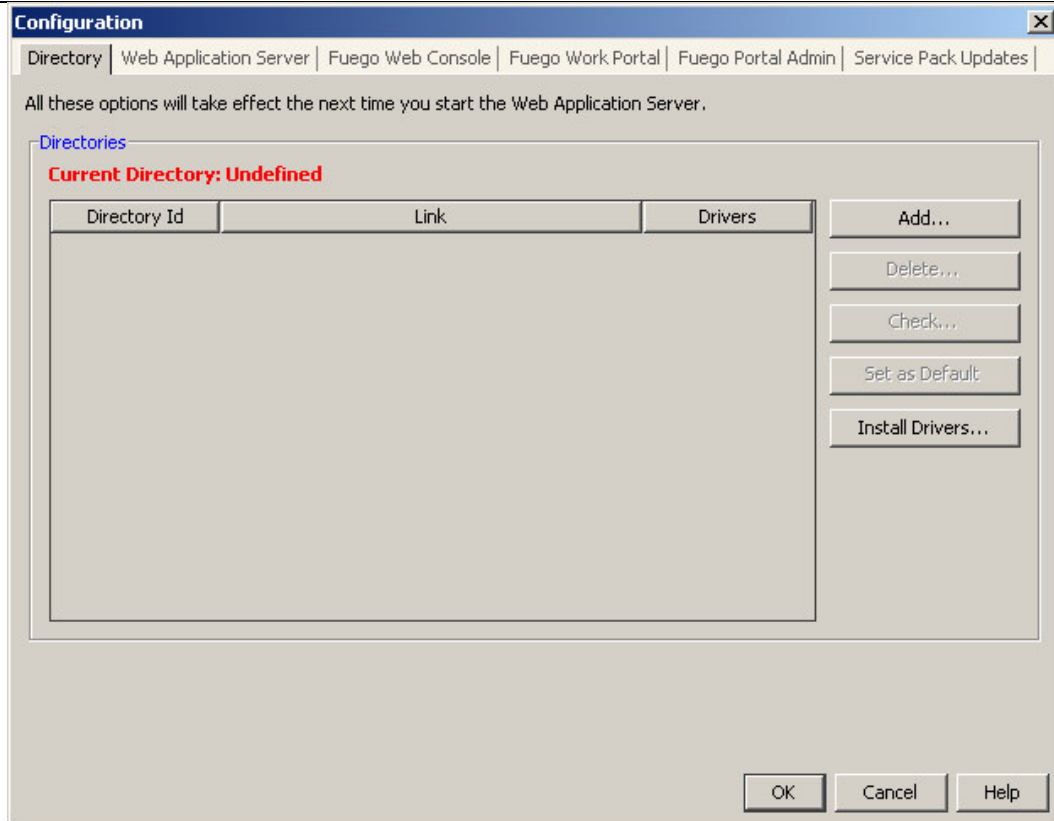 Configuration
Directory Web Application Server Fuego Web Console Fuego Work Portal Fuego Portal Admin Service Pack Updates
All these options will take effect the next time you start the Web Application Server.
Directories
Current Directory: Undefined
Directory Id Link Drivers
Add...
Delete...
Check...
Set as Default
Install Drivers...
OK Cancel Help